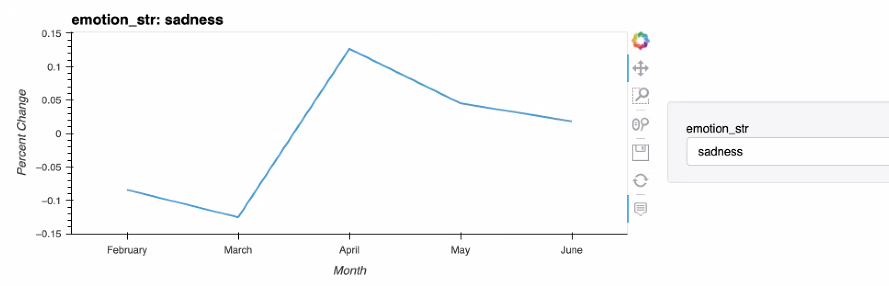 emotion_str: sadness
0.15
0.1
0.05
0
−0.05
−0.1
−0.15
Percent Change
February March April May June
Month
emotion_str
sadness